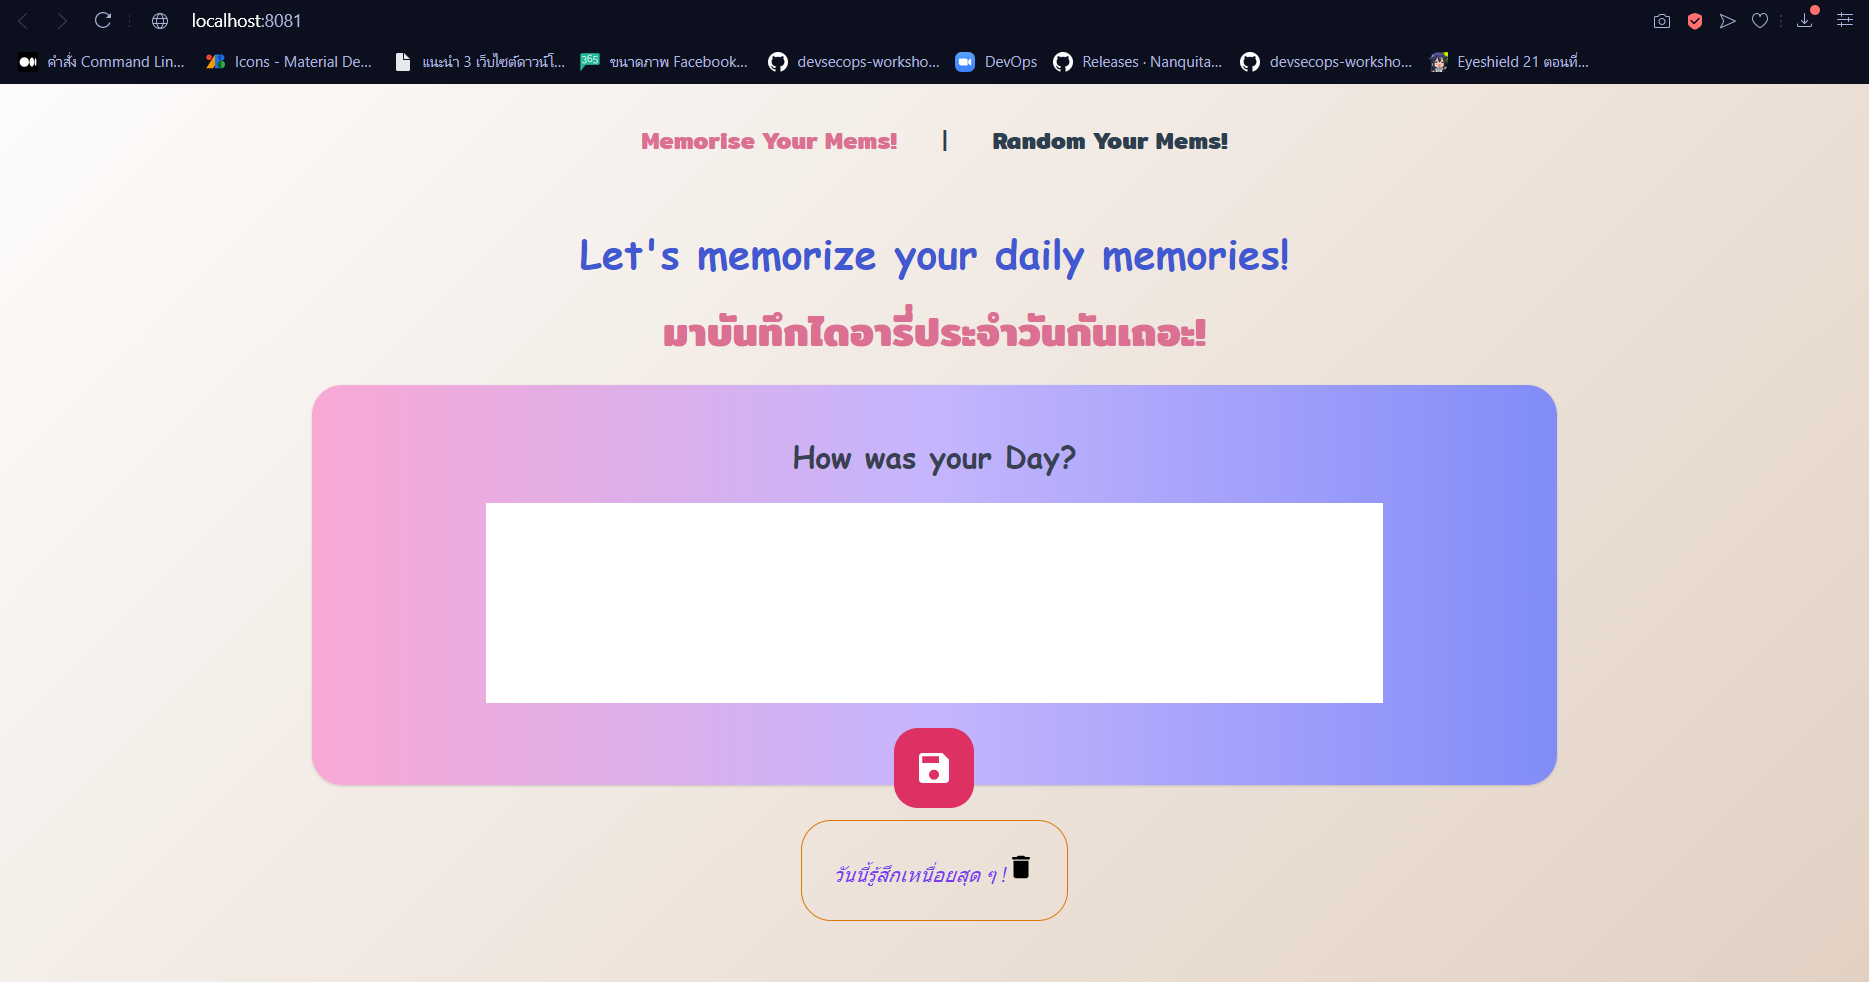 localhost:8081
คำสั่ง Command Lin...
Icons - Material De...
แนะนำ 3 เว็บไซต์ดาวน์โ...
365
ขนาดภาพ Facebook...
devsecops-worksho...
DevOps
Releases · Nanquita...
devsecops-worksho...
Eyeshield 21 ตอนที่...
Memorise Your Mems! | Random Your Mems!
Let's memorize your daily memories!
มาบันทึกไดอารี่ประจำวันกันเถอะ!
How was your Day?
วันนี้รู้สึกเหนื่อยสุด ๆ !